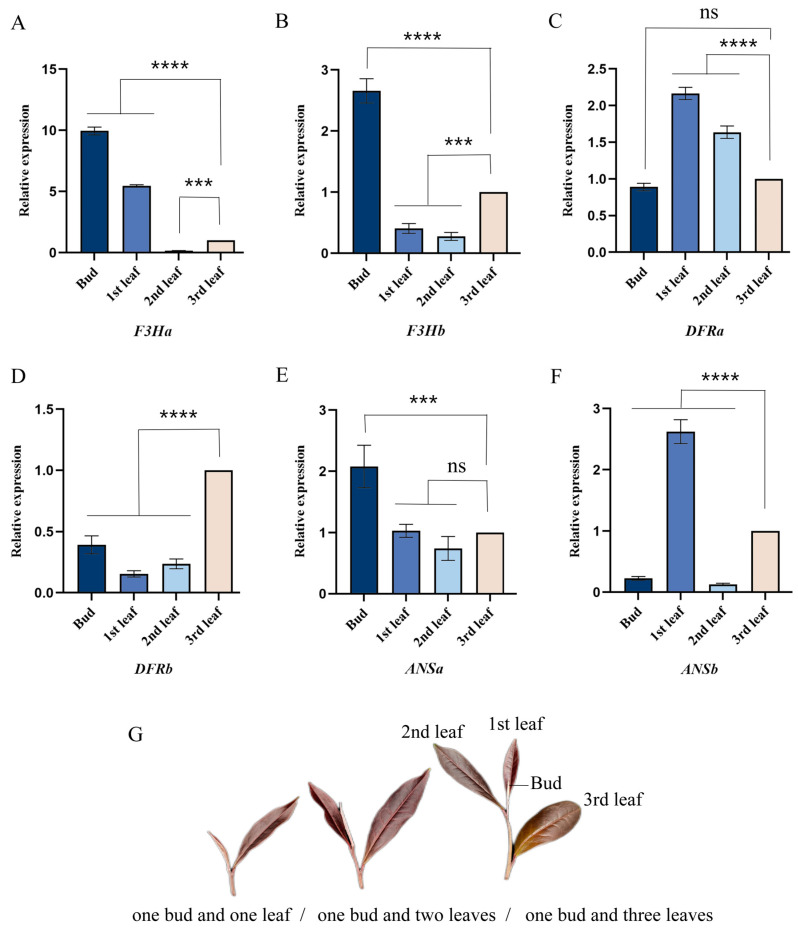 A
Relative expression
15
10
5
0
****
***
Bud
1st leaf
2nd leaf
3rd leaf
F3Ha
B
Relative expression
3
2
1
0
****
***
Bud
1st leaf
2nd leaf
3rd leaf
F3Hb
C
Relative expression
2.5
2.0
1.5
1.0
0.5
0.0
ns
****
Bud
1st leaf
2nd leaf
3rd leaf
DFRa
D
Relative expression
1.5
1.0
0.5
0.0
****
Bud
1st leaf
2nd leaf
3rd leaf
DFRb
E
Relative expression
3
2
1
0
***
ns
Bud
1st leaf
2nd leaf
3rd leaf
ANSa
F
Relative expression
3
2
1
0
****
Bud
1st leaf
2nd leaf
3rd leaf
ANSb
G
2nd leaf
1st leaf
Bud
3rd leaf
one bud and one leaf / one bud and two leaves / one bud and three leaves